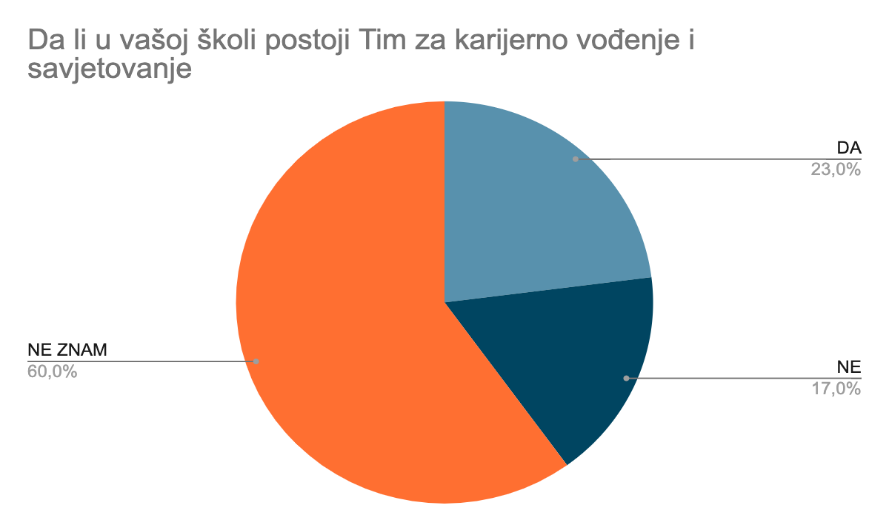 Da li u vašoj školi postoji Tim za karijerno vođenje i
savjetovanje
DA
23,0%
NE ZNAM
60,0%
NE
17,0%